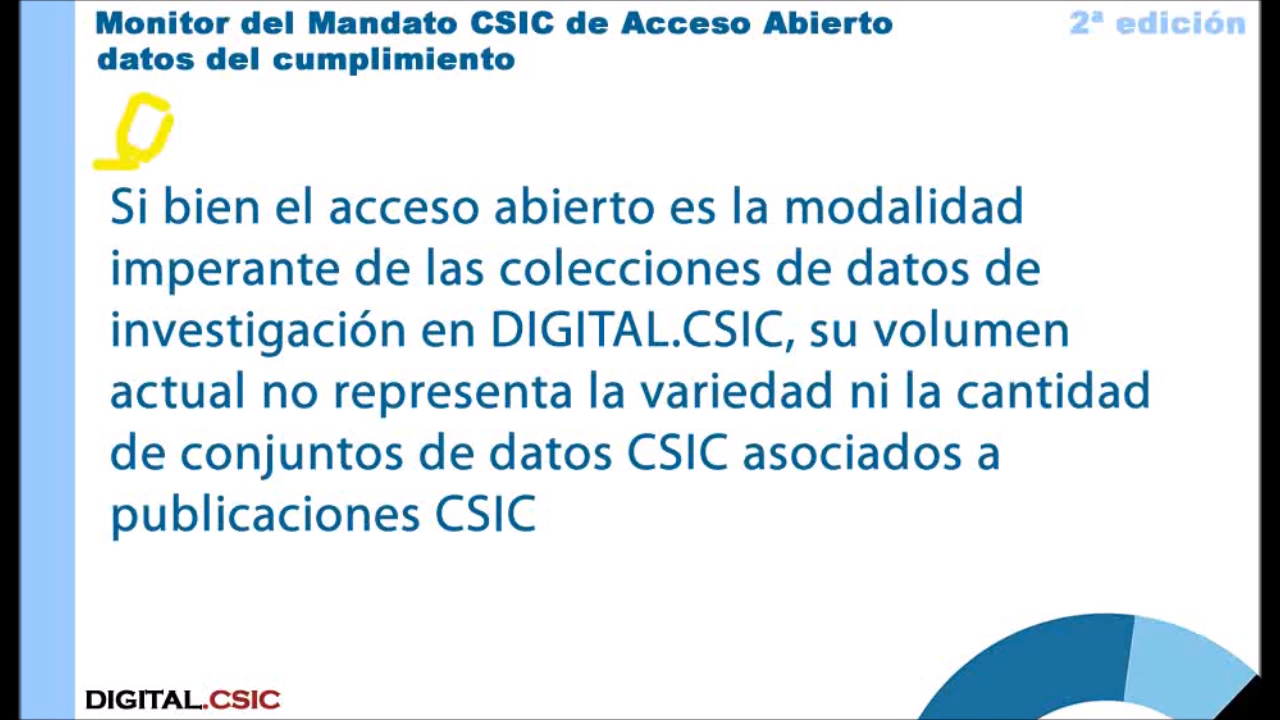 Monitor del Mandato CSIC de Acceso Abierto
datos del cumplimiento
2ª edición
Si bien el acceso abierto es la modalidad
imperante de las colecciones de datos de
investigación en DIGITAL.CSIC, su volumen
actual no representa la variedad ni la cantidad
de conjuntos de datos CSIC asociados a
publicaciones CSIC
DIGITAL.CSIC